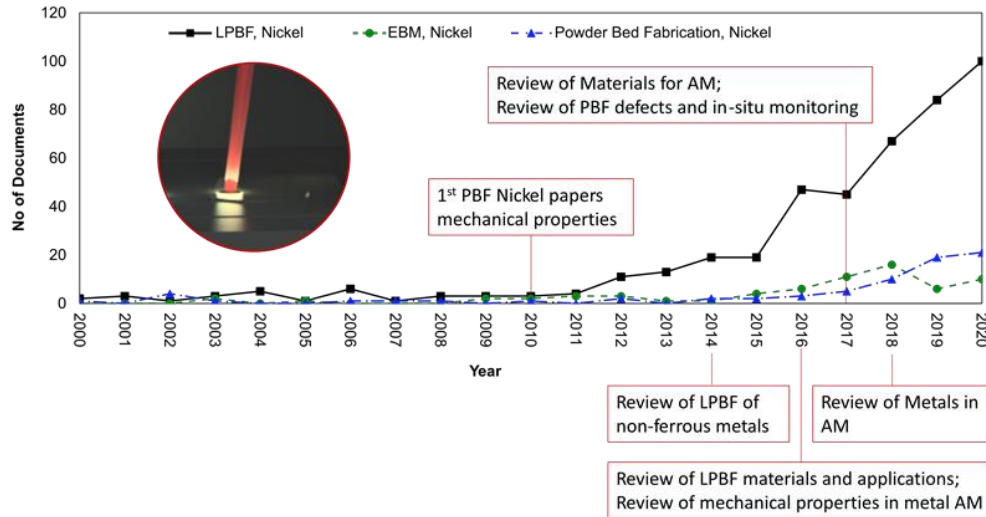 120
100
80
60
40
20
0
No of Documents
LPBF, Nickel
EBM, Nickel
Powder Bed Fabrication, Nickel
Review of Materials for AM;
Review of PBF defects and in-situ monitoring
1st PBF Nickel papers
mechanical properties
2000
2001
2002
2003
2004
2005
2006
2007
2008
2009
2010
2011
2012
2013
2014
2015
2016
2017
2018
2019
2020
Year
Review of LPBF of
non-ferrous metals
Review of Metals in
AM
Review of LPBF materials and applications;
Review of mechanical properties in metal AM